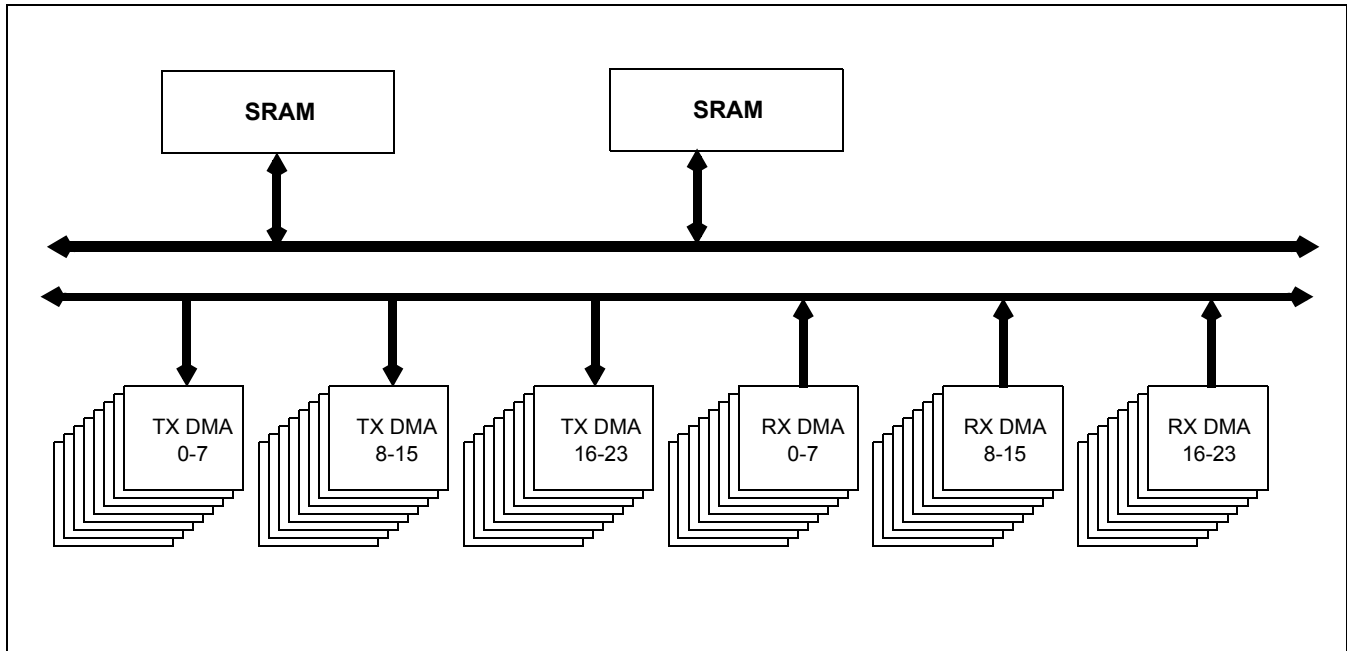 SRAM
SRAM
TX DMA
0-7
TX DMA
8-15
TX DMA
16-23
RX DMA
0-7
RX DMA
8-15
RX DMA
16-23